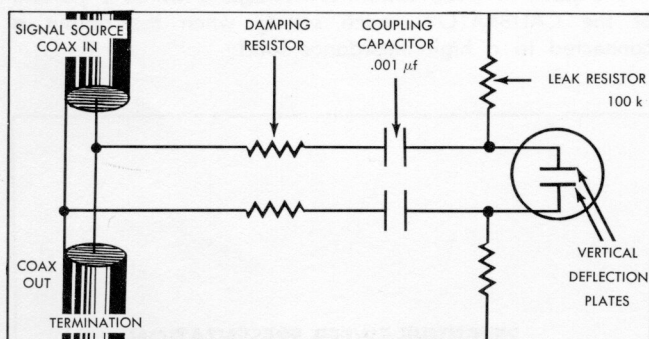 SIGNAL SOURCE
COAX IN
DAMPING
RESISTOR
COUPLING
CAPACITOR
.001 μf
LEAK RESISTOR
100 k
COAX
OUT
TERMINATION
VERTICAL
DEFLECTION
PLATES